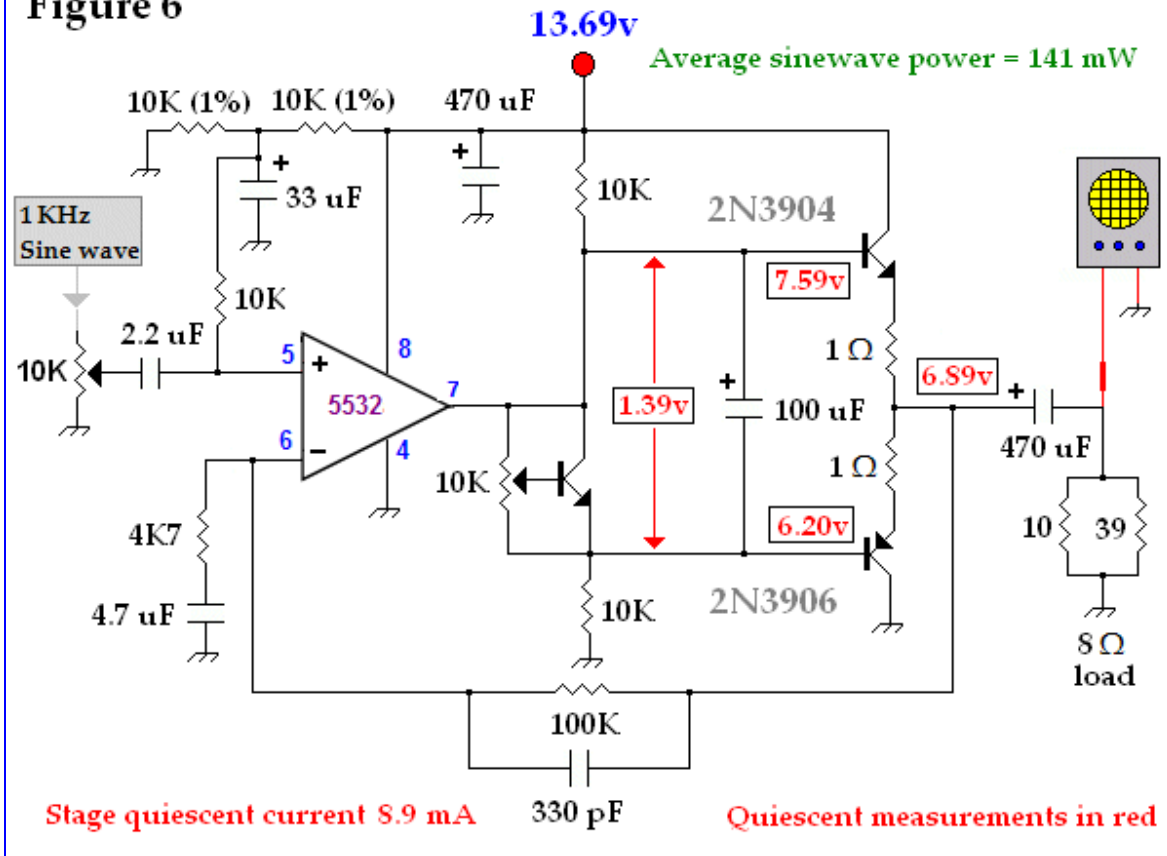 Figure 6
13.69v
Average sinewave power = 141 mW
10K (1%) 10K (1%) 470 uF
+
+
33 uF
10K
2N3904
1 KHz
Sine wave
7.59v
10K
2.2 uF
10K
5
+
8
5532
7
6
−
4
1.39v
+
100 uF
1 Ω
6.89v
+
470 uF
1 Ω
10K
6.20v
10
39
4K7
4.7 uF
10K
2N3906
8 Ω
load
100K
330 pF
Stage quiescent current 8.9 mA
Quiescent measurements in red